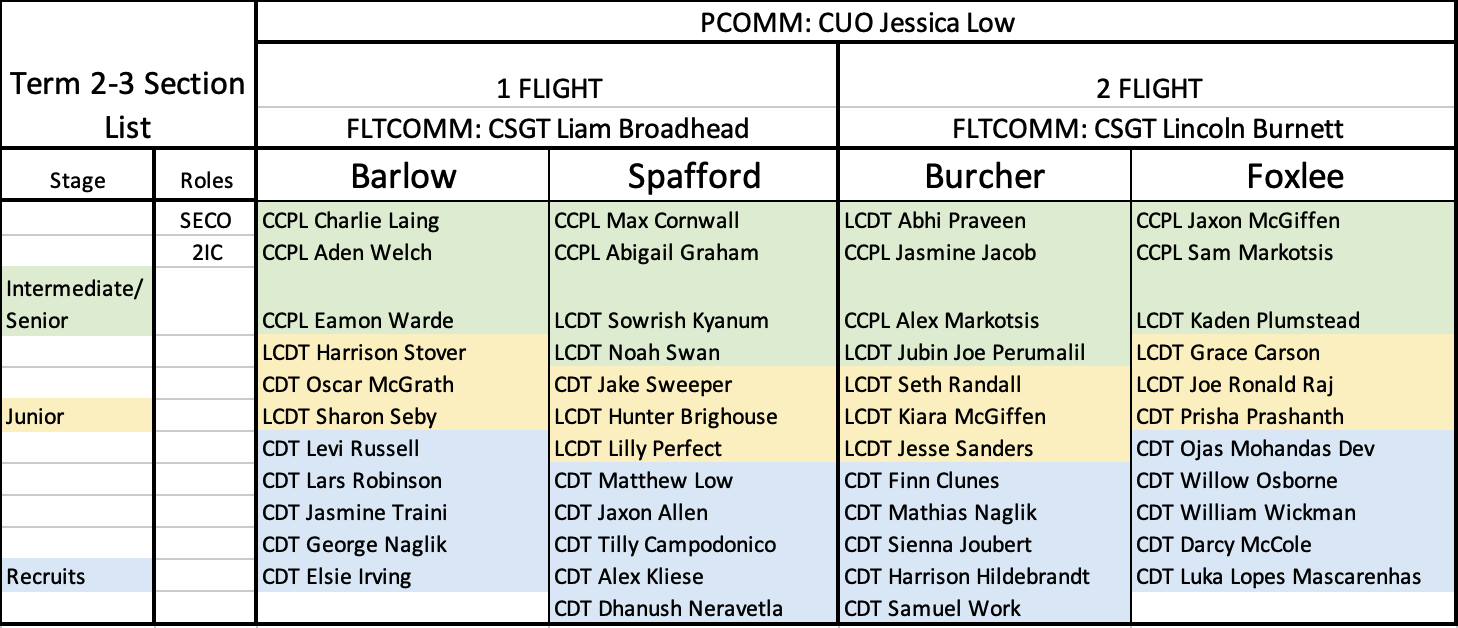 PCOMM: CUO Jessica Low
Term 2-3 Section
List
1 FLIGHT
2 FLIGHT
FLTCOMM: CSGT Liam Broadhead
FLTCOMM: CSGT Lincoln Burnett
Stage Roles Barlow Spafford Burcher Foxlee
SECO CCPL Charlie Laing CCPL Max Cornwall LCDT Abhi Praveen CCPL Jaxon McGiffen
2IC CCPL Aden Welch CCPL Abigail Graham CCPL Jasmine Jacob CCPL Sam Markotsis
Intermediate/
Senior CCPL Eamon Warde LCDT Sowrish Kyanum CCPL Alex Markotsis LCDT Kaden Plumstead
LCDT Harrison Stover LCDT Noah Swan LCDT Jubin Joe Perumalil LCDT Grace Carson
CDT Oscar McGrath CDT Jake Sweeper LCDT Seth Randall LCDT Joe Ronald Raj
Junior LCDT Sharon Seby LCDT Hunter Brighouse LCDT Kiara McGiffen CDT Prisha Prashanth
CDT Levi Russell LCDT Lilly Perfect LCDT Jesse Sanders CDT Ojas Mohandas Dev
CDT Lars Robinson CDT Matthew Low CDT Finn Clunes CDT Willow Osborne
CDT Jasmine Traini CDT Jaxon Allen CDT Mathias Naglik CDT William Wickman
CDT George Naglik CDT Tilly Campodonico CDT Sienna Joubert CDT Darcy McCole
Recruits CDT Elsie Irving CDT Alex Kliese CDT Harrison Hildebrandt CDT Luka Lopes Mascarenhas
CDT Dhanush Neravetla CDT Samuel Work